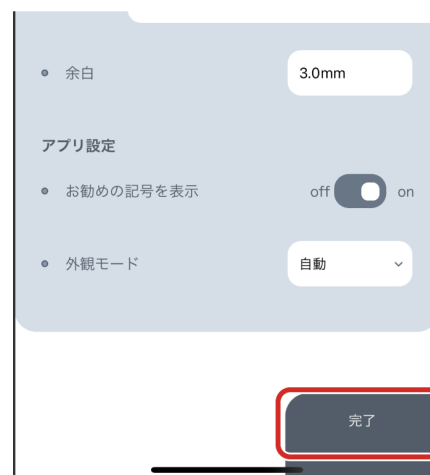 余白 3.0mm
アプリ設定
お勧めの記号を表示 off on
外観モード 自動
完了